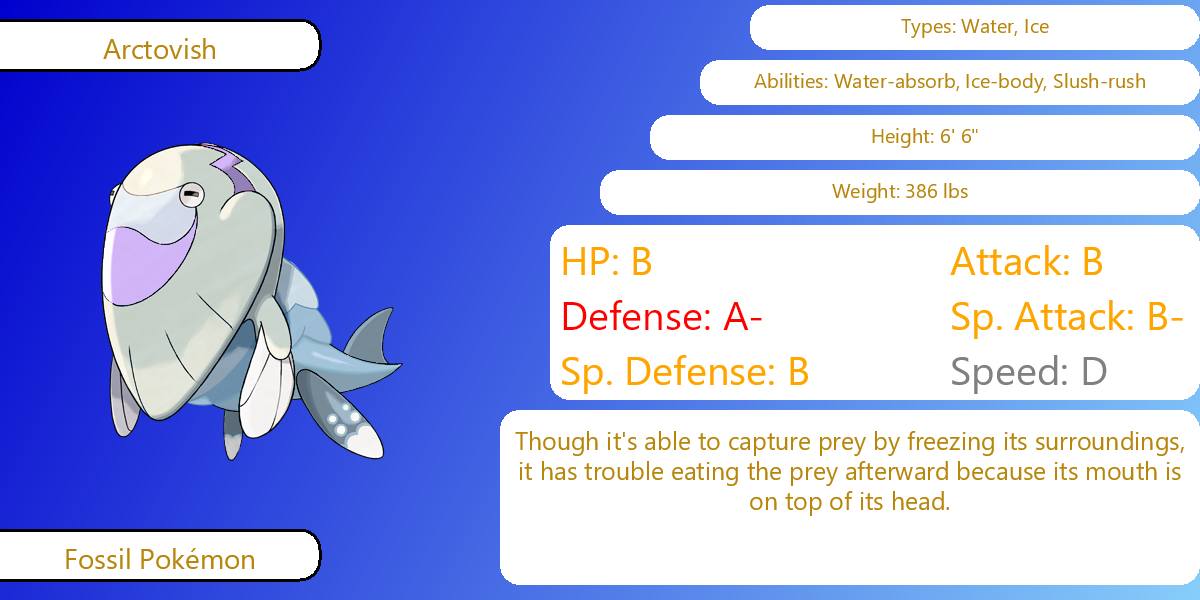 Arctovish
Types: Water, Ice
Abilities: Water-absorb, Ice-body, Slush-rush
Height: 6' 6"
Weight: 386 lbs
HP: B
Attack: B
Defense: A-
Sp. Attack: B-
Sp. Defense: B
Speed: D
Though it's able to capture prey by freezing its surroundings,
it has trouble eating the prey afterward because its mouth is
on top of its head.
Fossil Pokémon